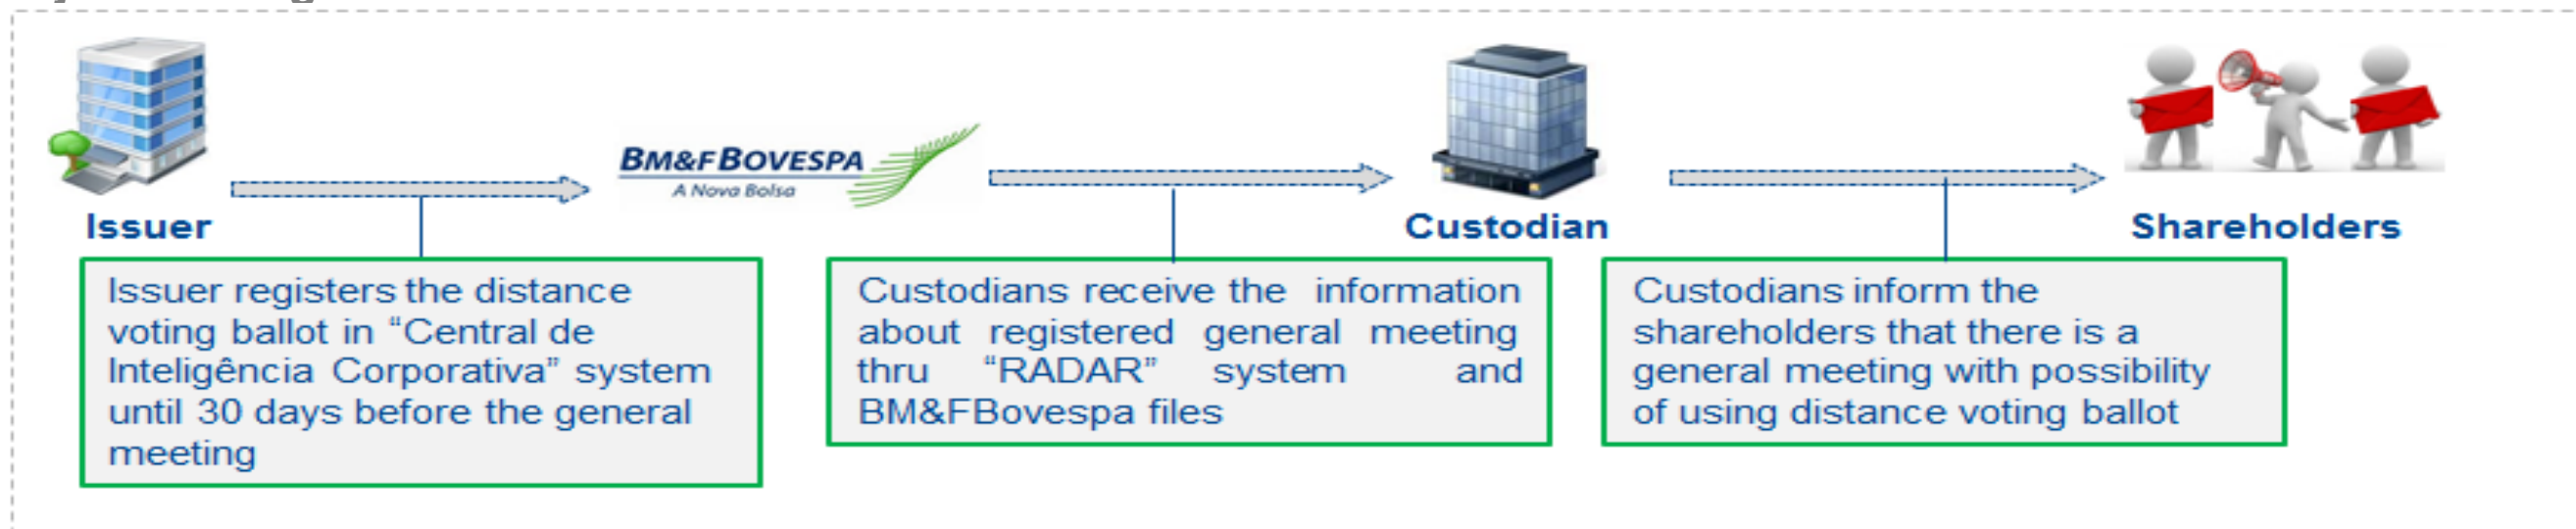 BM&FBOVESPA
A Nova Bolsa
Issuer
Custodian
Shareholders
Issuer registers the distance
voting ballot in “Central de
Inteligência Corporativa” system
until 30 days before the general
meeting
Custodians receive the information
about registered general meeting
thru “RADAR” system and
BM&FBovespa files
Custodians inform the
shareholders that there is a
general meeting with possibility
of using distance voting ballot